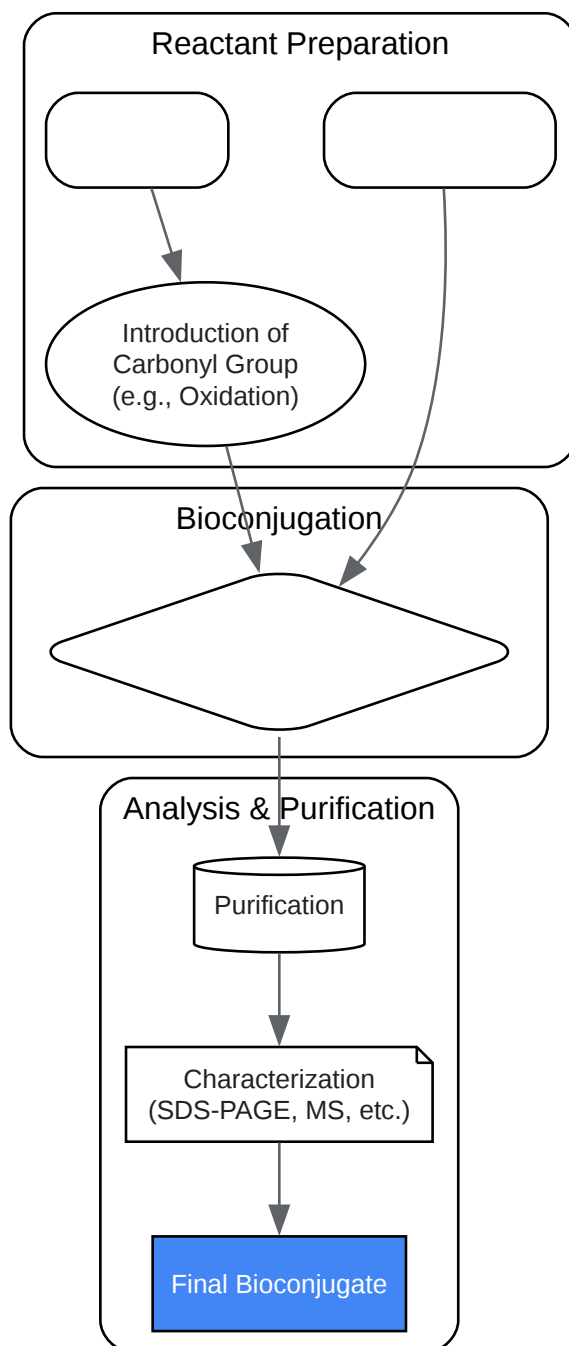 Reactant Preparation
Introduction of
Carbonyl Group
(e.g., Oxidation)
Bioconjugation
Analysis & Purification
Purification
Characterization
(SDS-PAGE, MS, etc.)
Final Bioconjugate